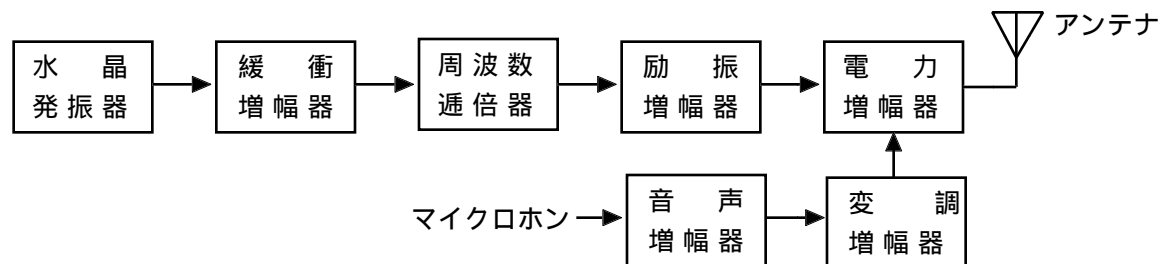 アンテナ
水晶
発振器
緩衝
増幅器
周波数
逓倍器
励振
増幅器
電力
増幅器
マイクロホン
音声
増幅器
変調
増幅器